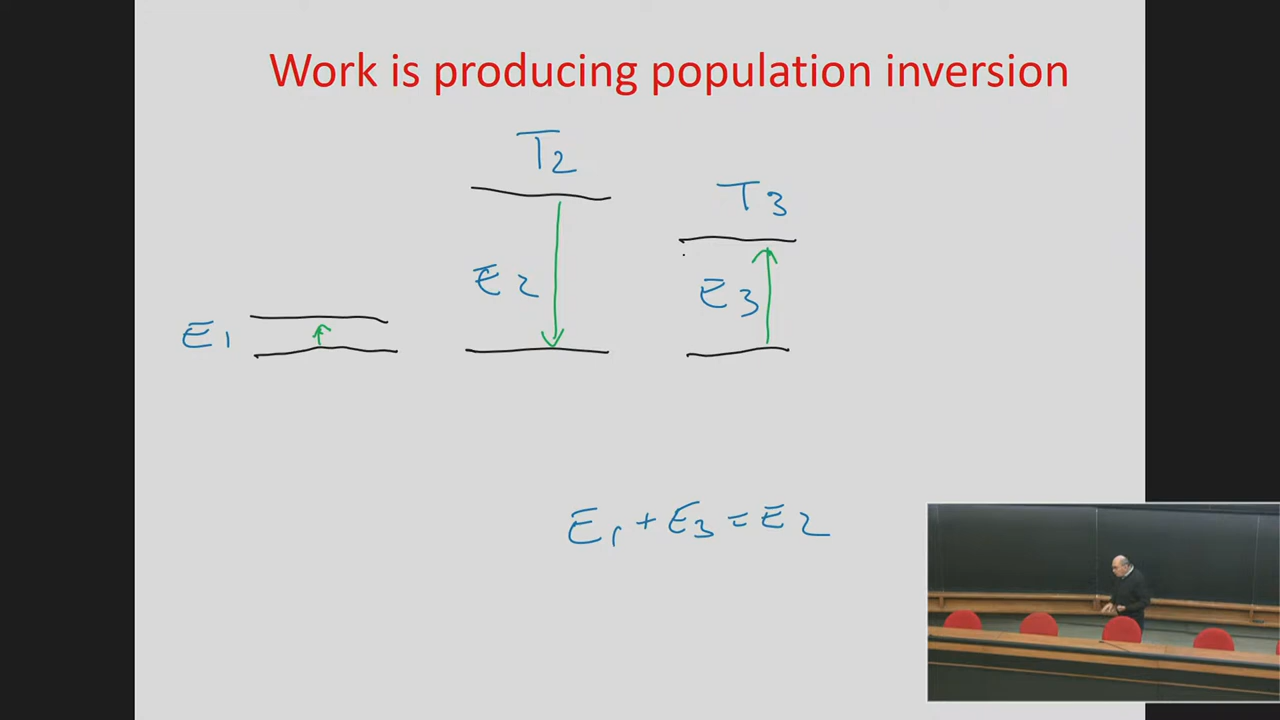 Work is producing population inversion
T2
T3
E2
E3
E1
E1 + E3 = E2